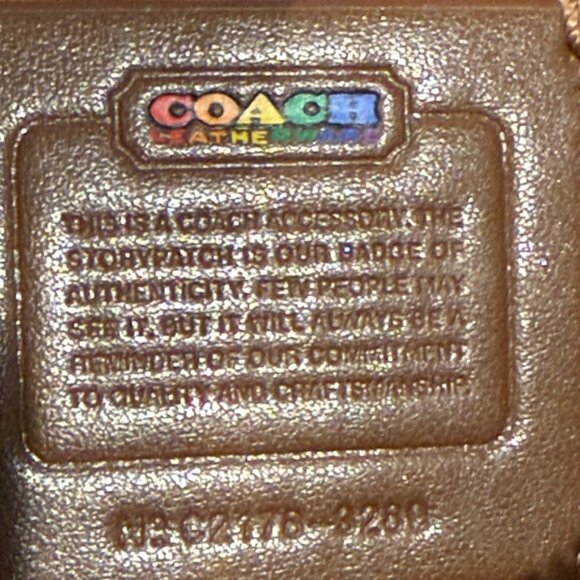 COACH
LEATHERWARE
THIS IS A COACH ACCESSORY. THE
STORYPATCH IS OUR BADGE OF
AUTHENTICITY. FEW PEOPLE MAY
SEE IT. BUT IT WILL ALWAYS BE A
REMINDER OF OUR COMMITMENT
TO QUALITY AND CRAFTSMANSHIP.